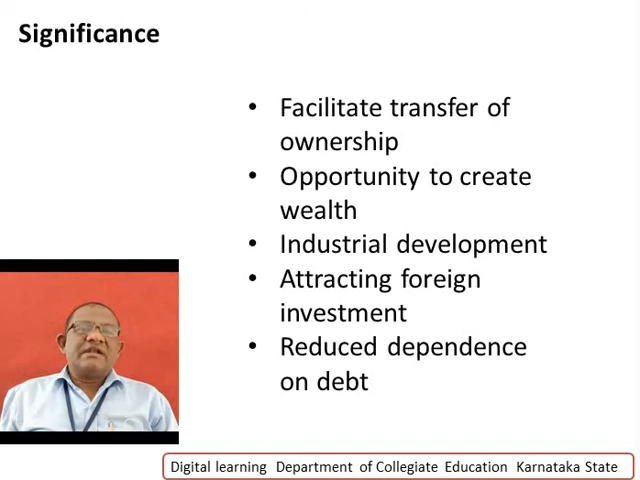 Significance
• Facilitate transfer of
ownership
• Opportunity to create
wealth
• Industrial development
• Attracting foreign
investment
• Reduced dependence
on debt
Digital learning Department of Collegiate Education Karnataka State